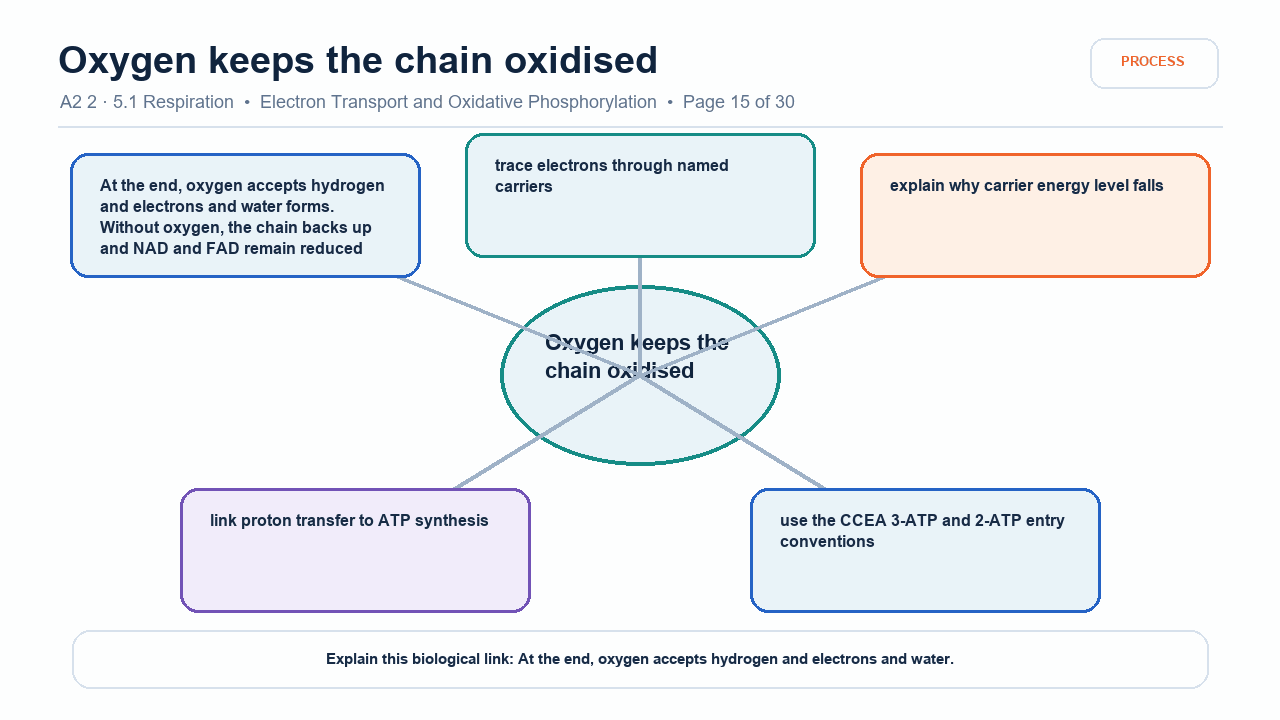 Oxygen keeps the chain oxidised
PROCESS
A2 2 · 5.1 Respiration • Electron Transport and Oxidative Phosphorylation • Page 15 of 30
At the end, oxygen accepts hydrogen
and electrons and water forms.
Without oxygen, the chain backs up
and NAD and FAD remain reduced
trace electrons through named
carriers
explain why carrier energy level falls
Oxygen keeps the
chain oxidised
link proton transfer to ATP synthesis
use the CCEA 3-ATP and 2-ATP entry
conventions
Explain this biological link: At the end, oxygen accepts hydrogen and electrons and water.